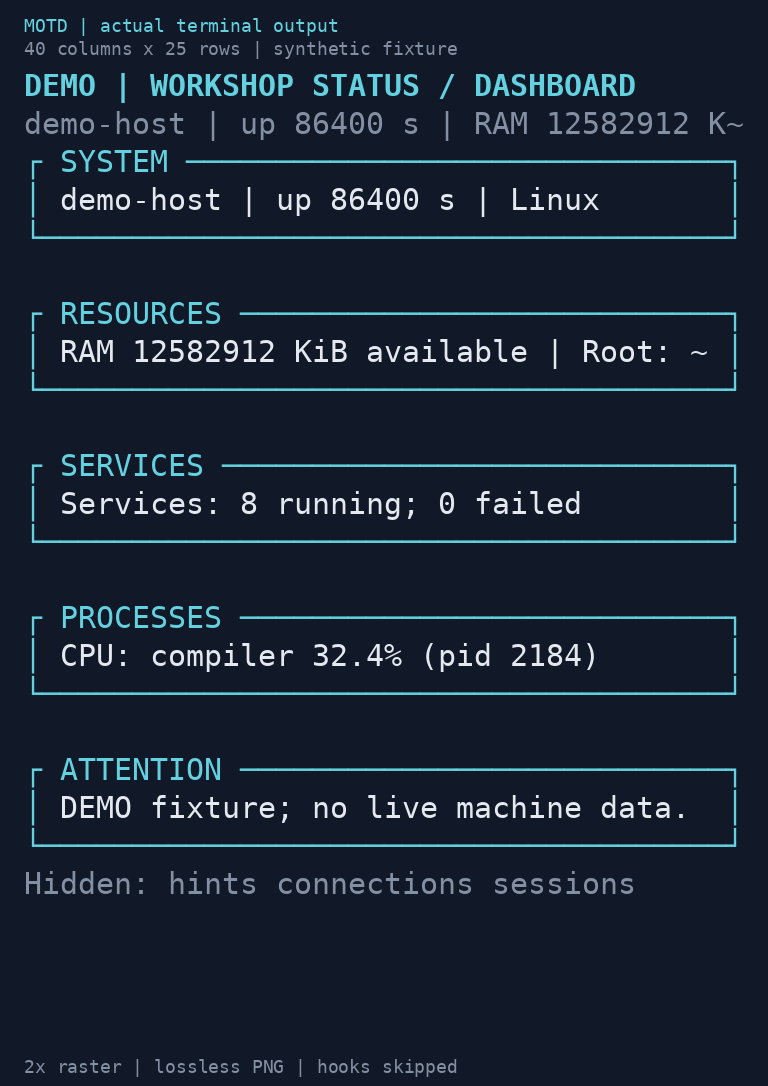 MOTD | actual terminal output
40 columns x 25 rows | synthetic fixture
DEMO | WORKSHOP STATUS / DASHBOARD
demo-host | up 86400 s | RAM 12582912 K~
SYSTEM
demo-host | up 86400 s | Linux
RESOURCES
RAM 12582912 KiB available | Root: ~
SERVICES
Services: 8 running; 0 failed
PROCESSES
CPU: compiler 32.4% (pid 2184)
ATTENTION
DEMO fixture; no live machine data.
Hidden: hints connections sessions
2x raster | lossless PNG | hooks skipped